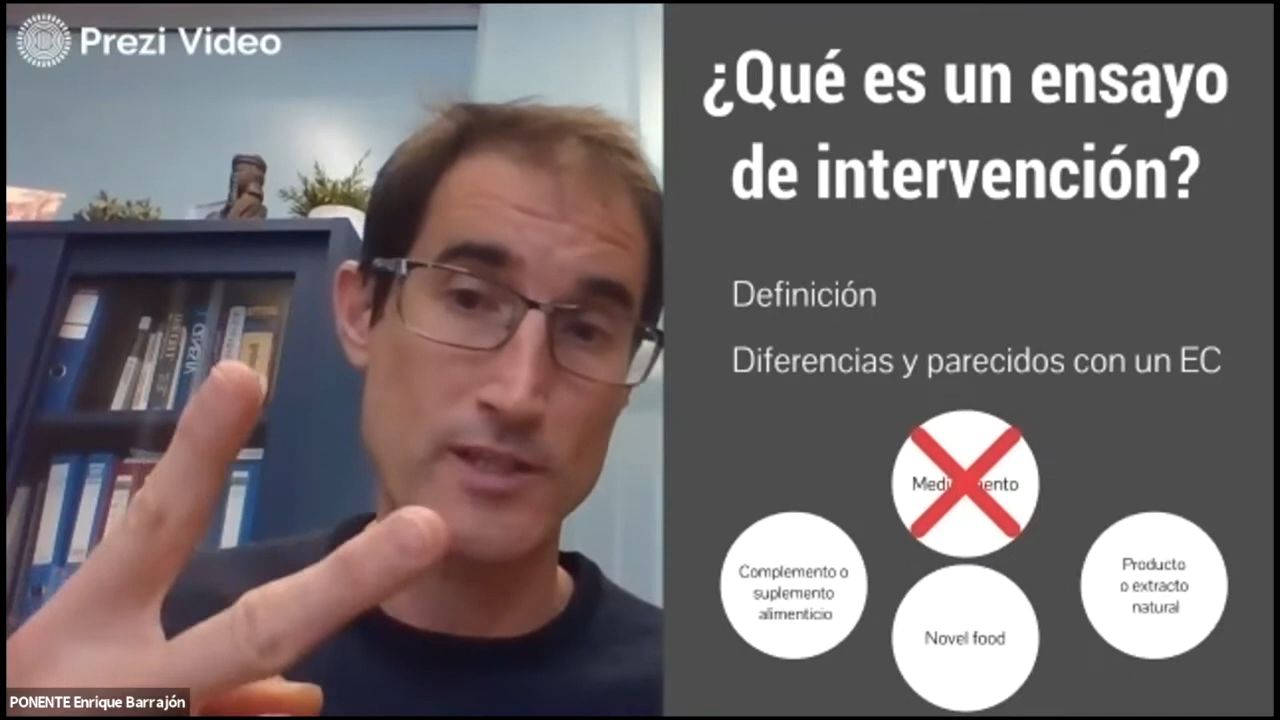 Prezi Video
¿Qué es un ensayo
de intervención?
Definición
Diferencias y parecidos con un EC
Complemento o
suplemento
alimenticio
Novel food
Producto
o extracto
natural
PONENTE Enrique Barrajón